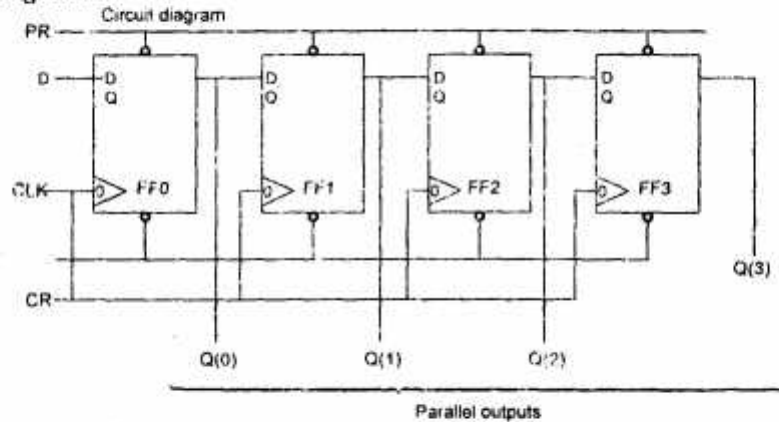 Circuit diagram
PR
D
D
Q
D
Q
D
Q
D
Q
CLK
FF0
FF1
FF2
FF3
CR
Q(0)
Q(1)
Q(2)
Q(3)
Parallel outputs